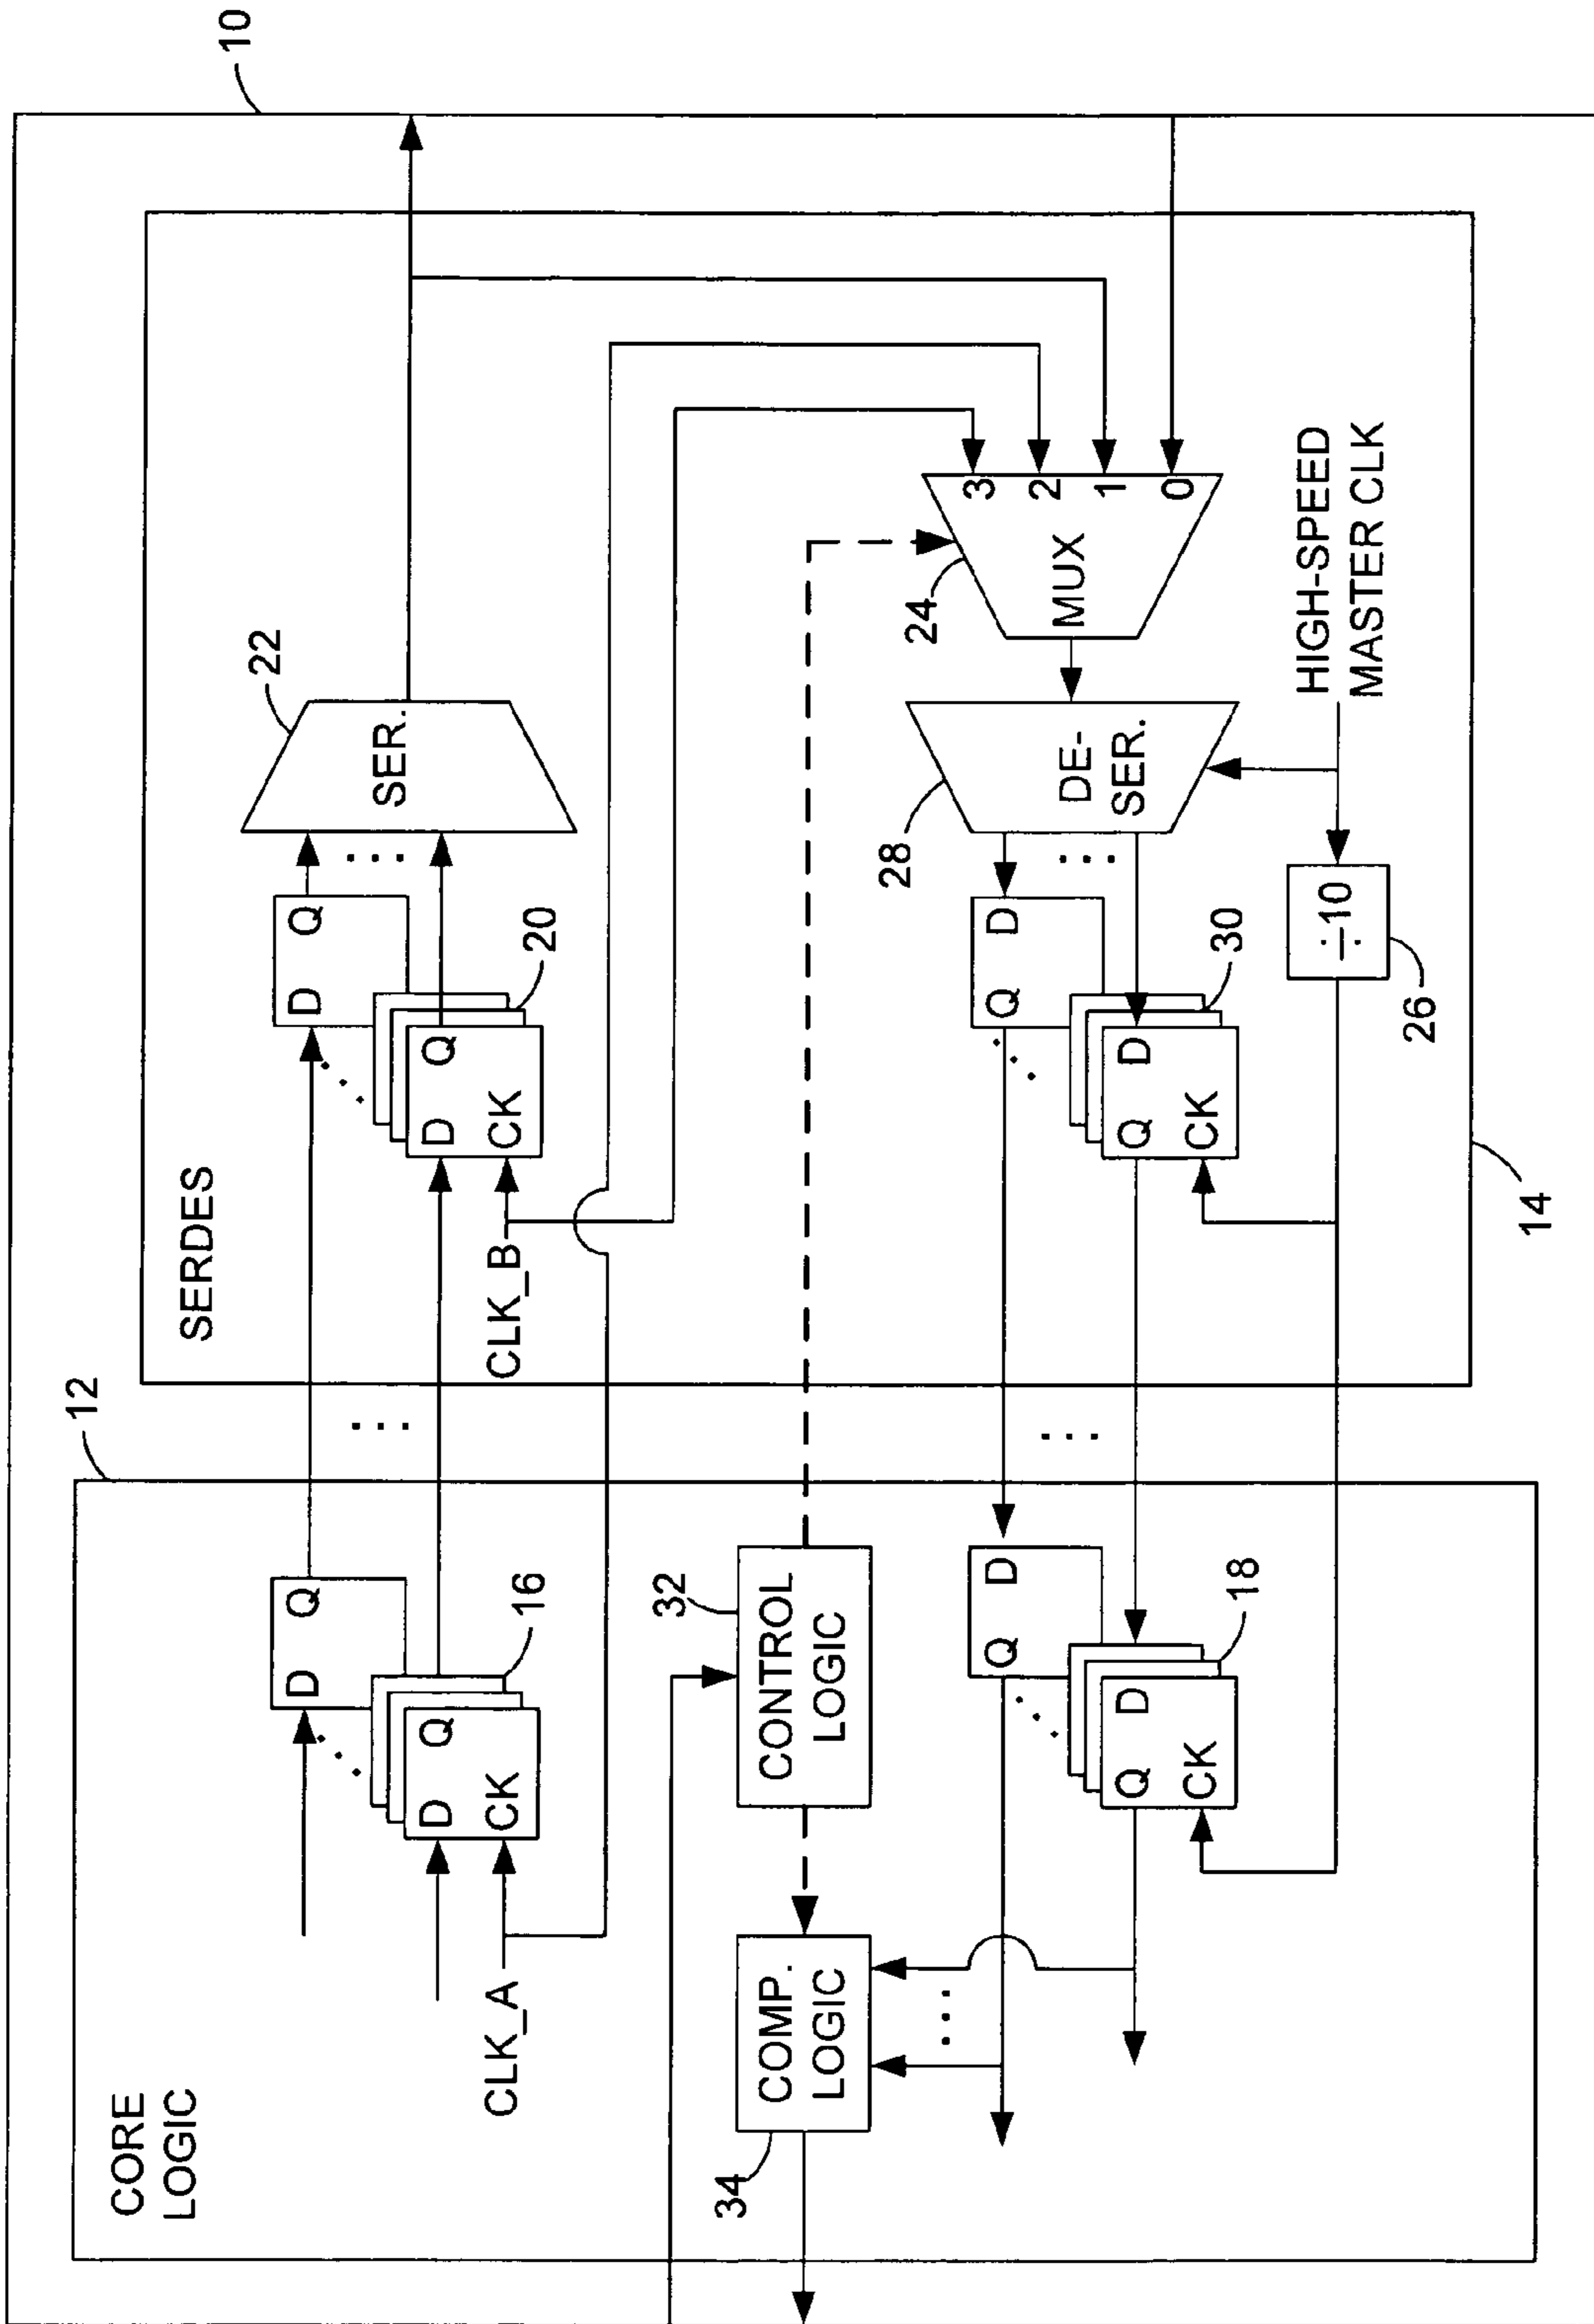 10
12
CORE
LOGIC
SERDES
22
D Q
D Q
CK
16
CLK_A
D Q
D Q
CK
20
CLK_B
...
...
SER.
32
CONTROL
LOGIC
34
COMP.
LOGIC
...
24
MUX
3
2
1
0
28
DE-
SER.
...
Q D
Q D
CK
30
...
Q D
Q D
CK
18
÷10
26
HIGH-SPEED
MASTER CLK
14